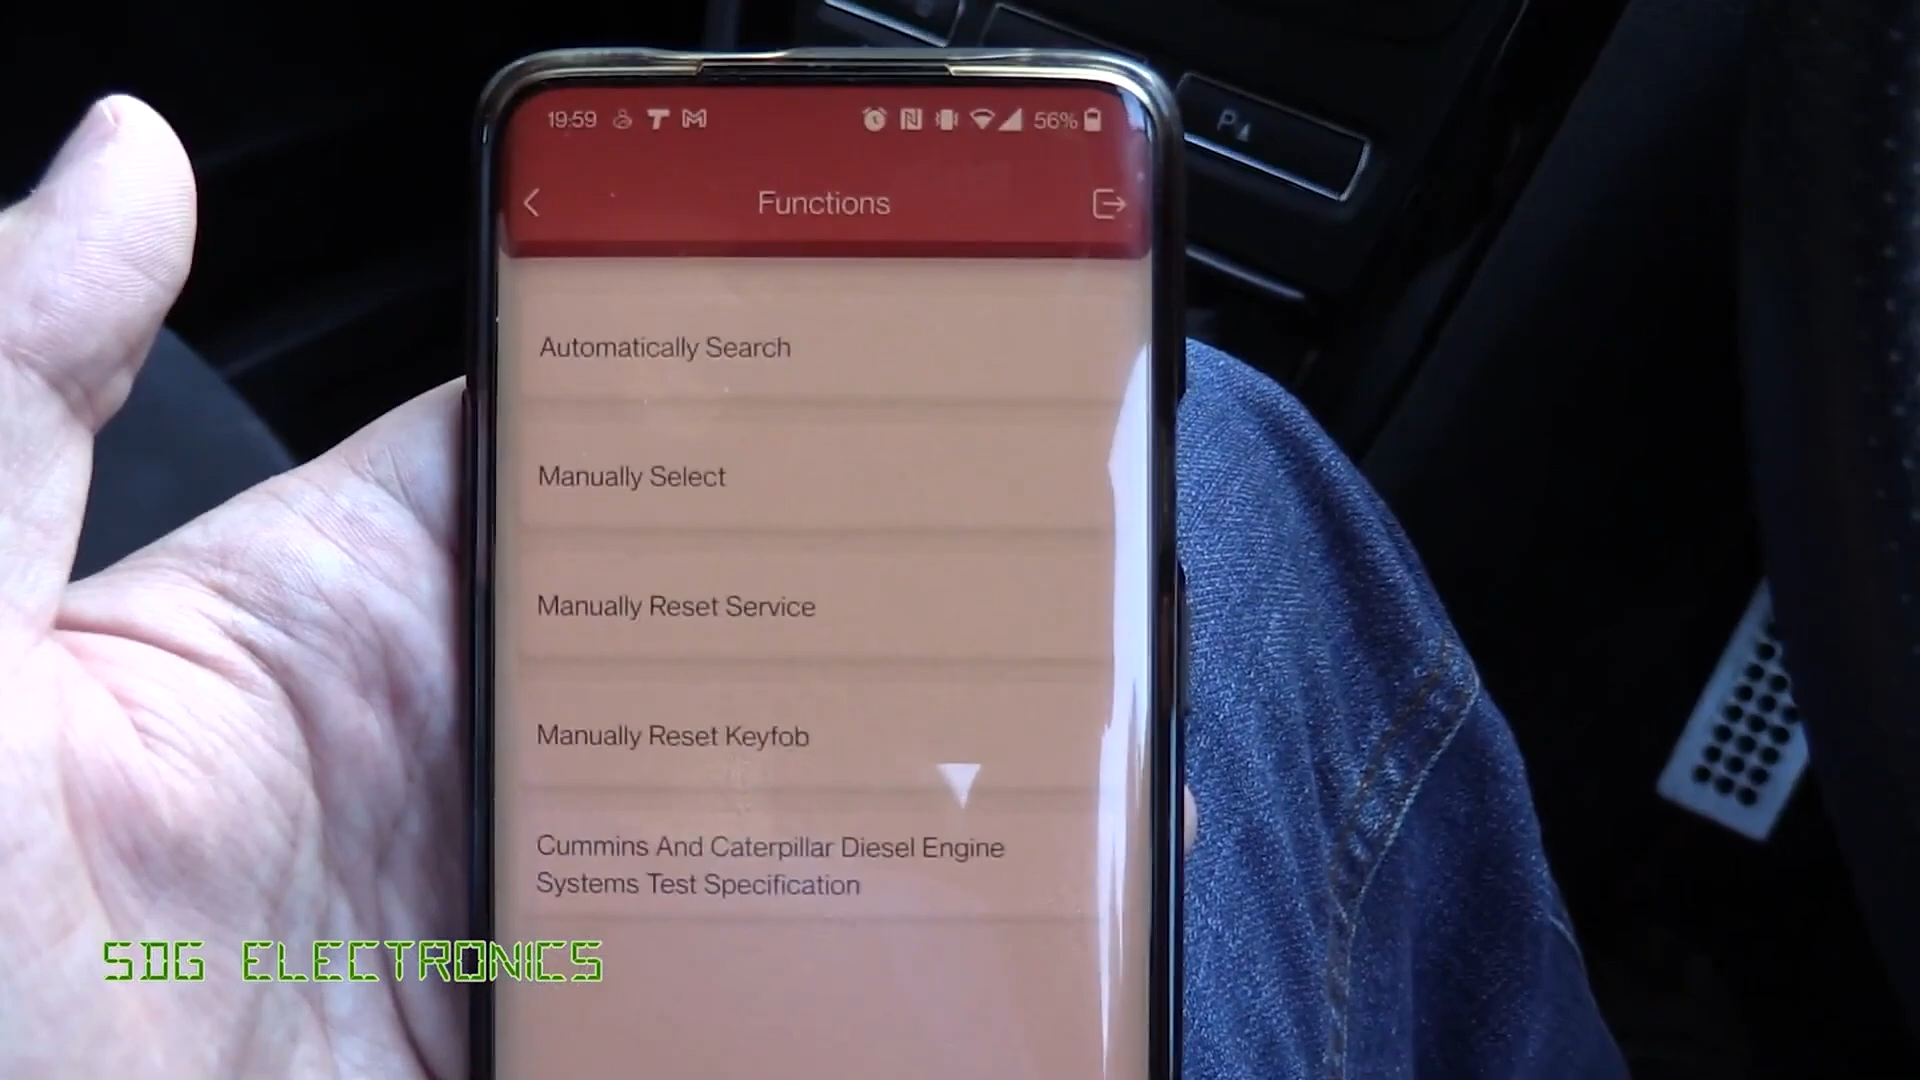 19:59 56%
Functions
P
Automatically Search
Manually Select
Manually Reset Service
Manually Reset Keyfob
Cummins And Caterpillar Diesel Engine
Systems Test Specification
SDG ELECTRONICS